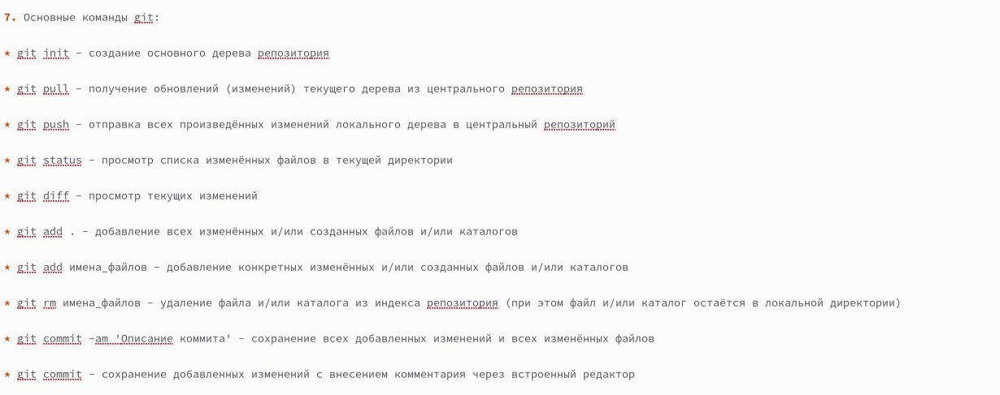 7. Основные команды git:
* git init – создание основного дерева репозитория
* git pull – получение обновлений (изменений) текущего дерева из центрального репозитория
* git push – отправка всех произведённых изменений локального дерева в центральный репозиторий
* git status – просмотр списка изменённых файлов в текущей директории
* git diff – просмотр текущих изменений
* git add . – добавление всех изменённых и/или созданных файлов и/или каталогов
* git add имена_файлов – добавление конкретных изменённых и/или созданных файлов и/или каталогов
* git rm имена_файлов – удаление файла и/или каталога из индекса репозитория (при этом файл и/или каталог остаётся в локальной директории)
* git commit -am 'Описание коммита' – сохранение всех добавленных изменений и всех изменённых файлов
* git commit – сохранение добавленных изменений с внесением комментария через встроенный редактор